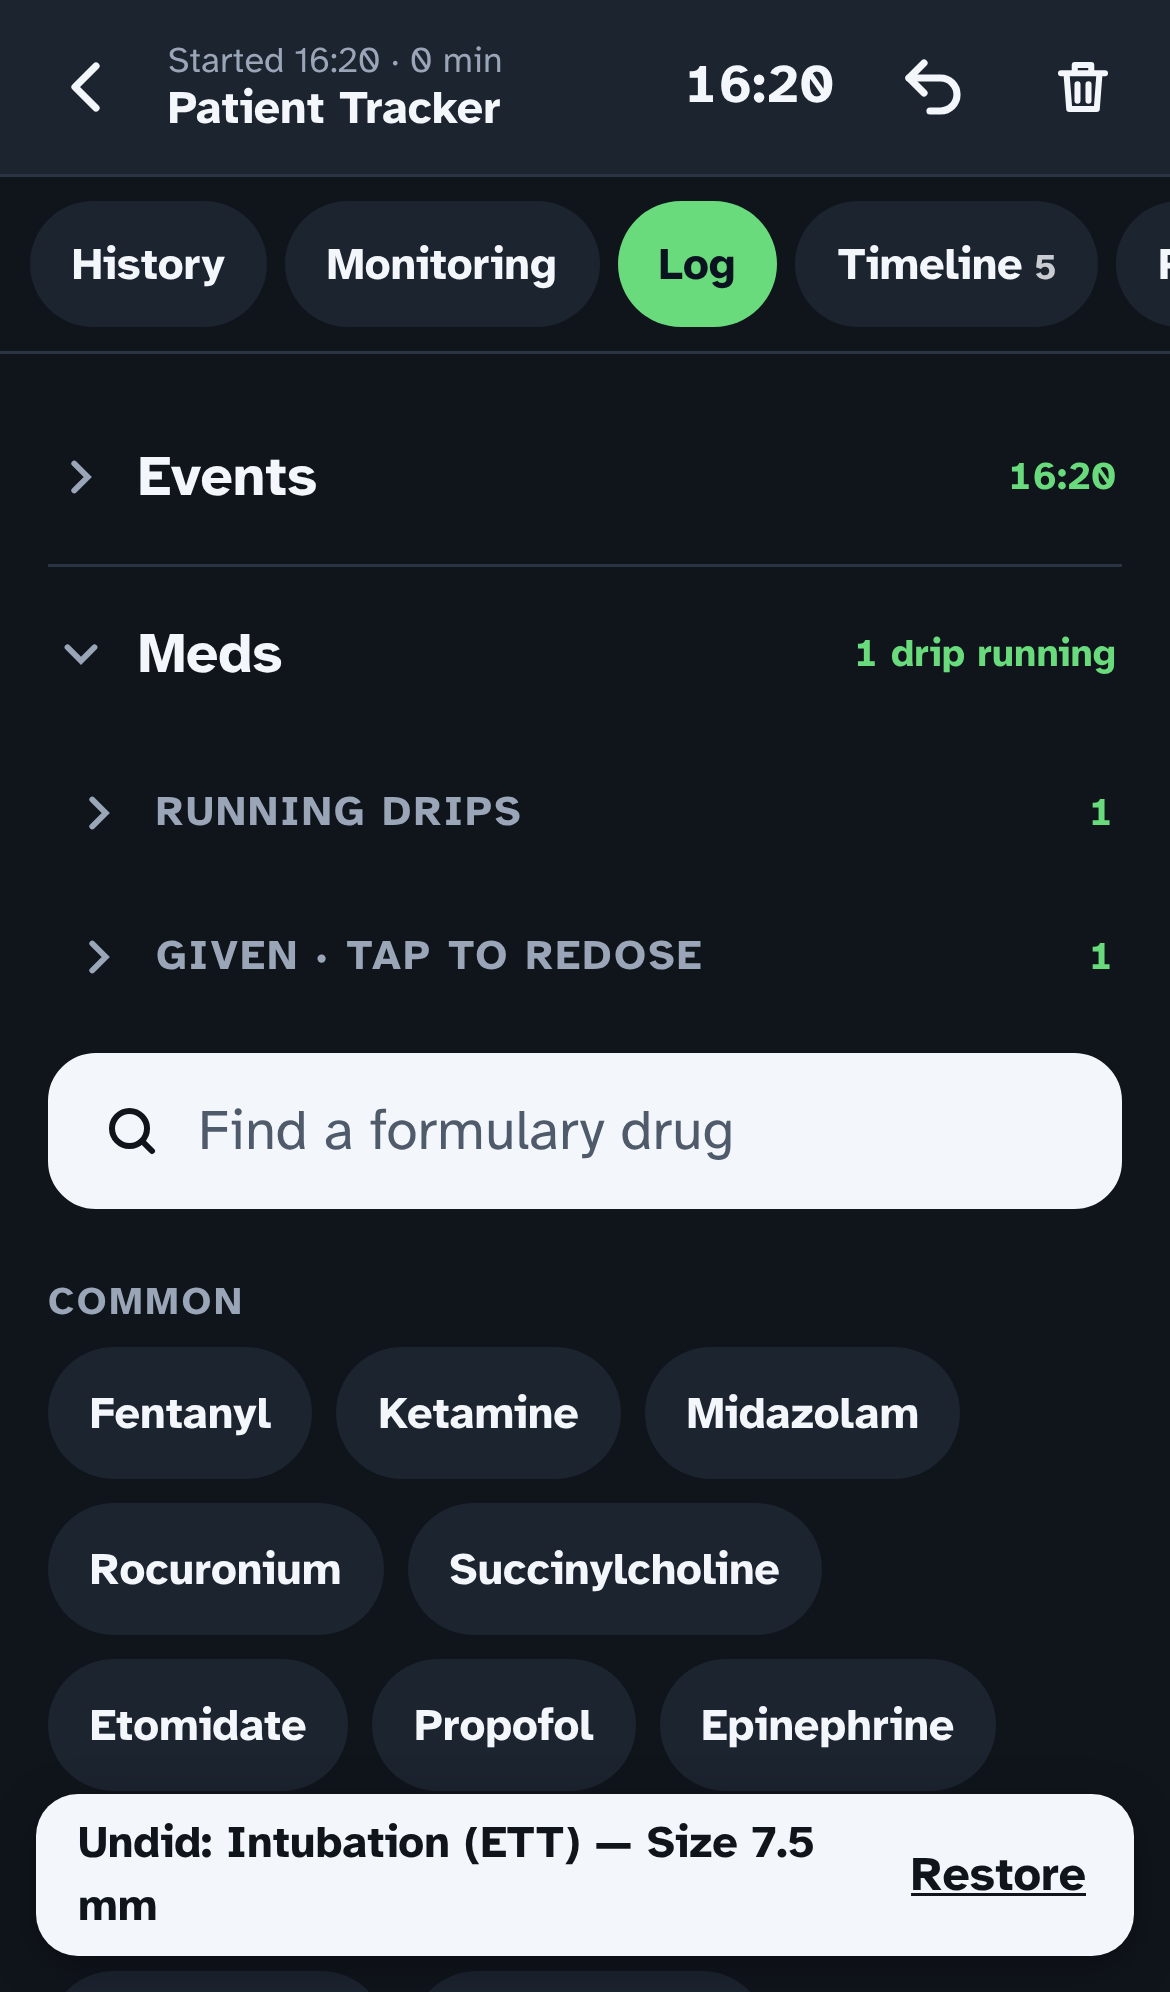 Started 16:20 · 0 min
Patient Tracker
16:20
History
Monitoring
Log
Timeline 5
Events
16:20
Meds
1 drip running
RUNNING DRIPS
1
GIVEN · TAP TO REDOSE
1
Find a formulary drug
COMMON
Fentanyl
Ketamine
Midazolam
Rocuronium
Succinylcholine
Etomidate
Propofol
Epinephrine
Undid: Intubation (ETT) — Size 7.5
mm
Restore